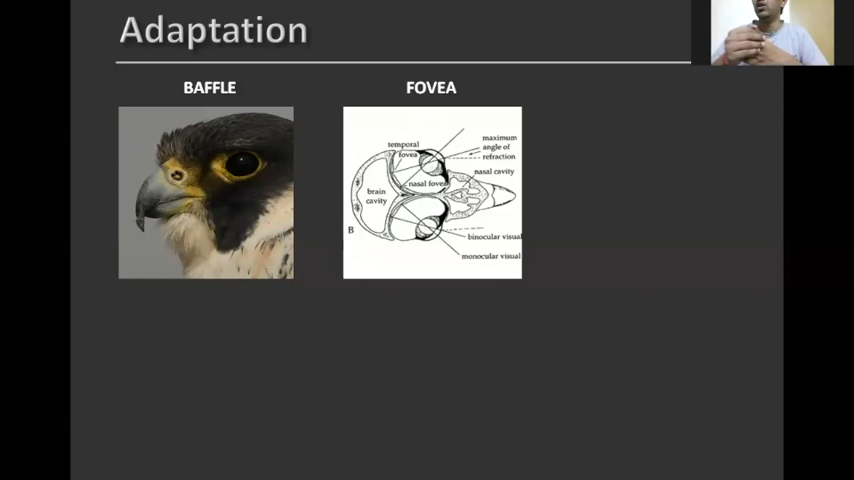 Adaptation
BAFFLE
FOVEA
temporal
fovea
maximum
angle of
refraction
nasal cavity
nasal fovea
brain
cavity
B
binocular visual
monocular visual